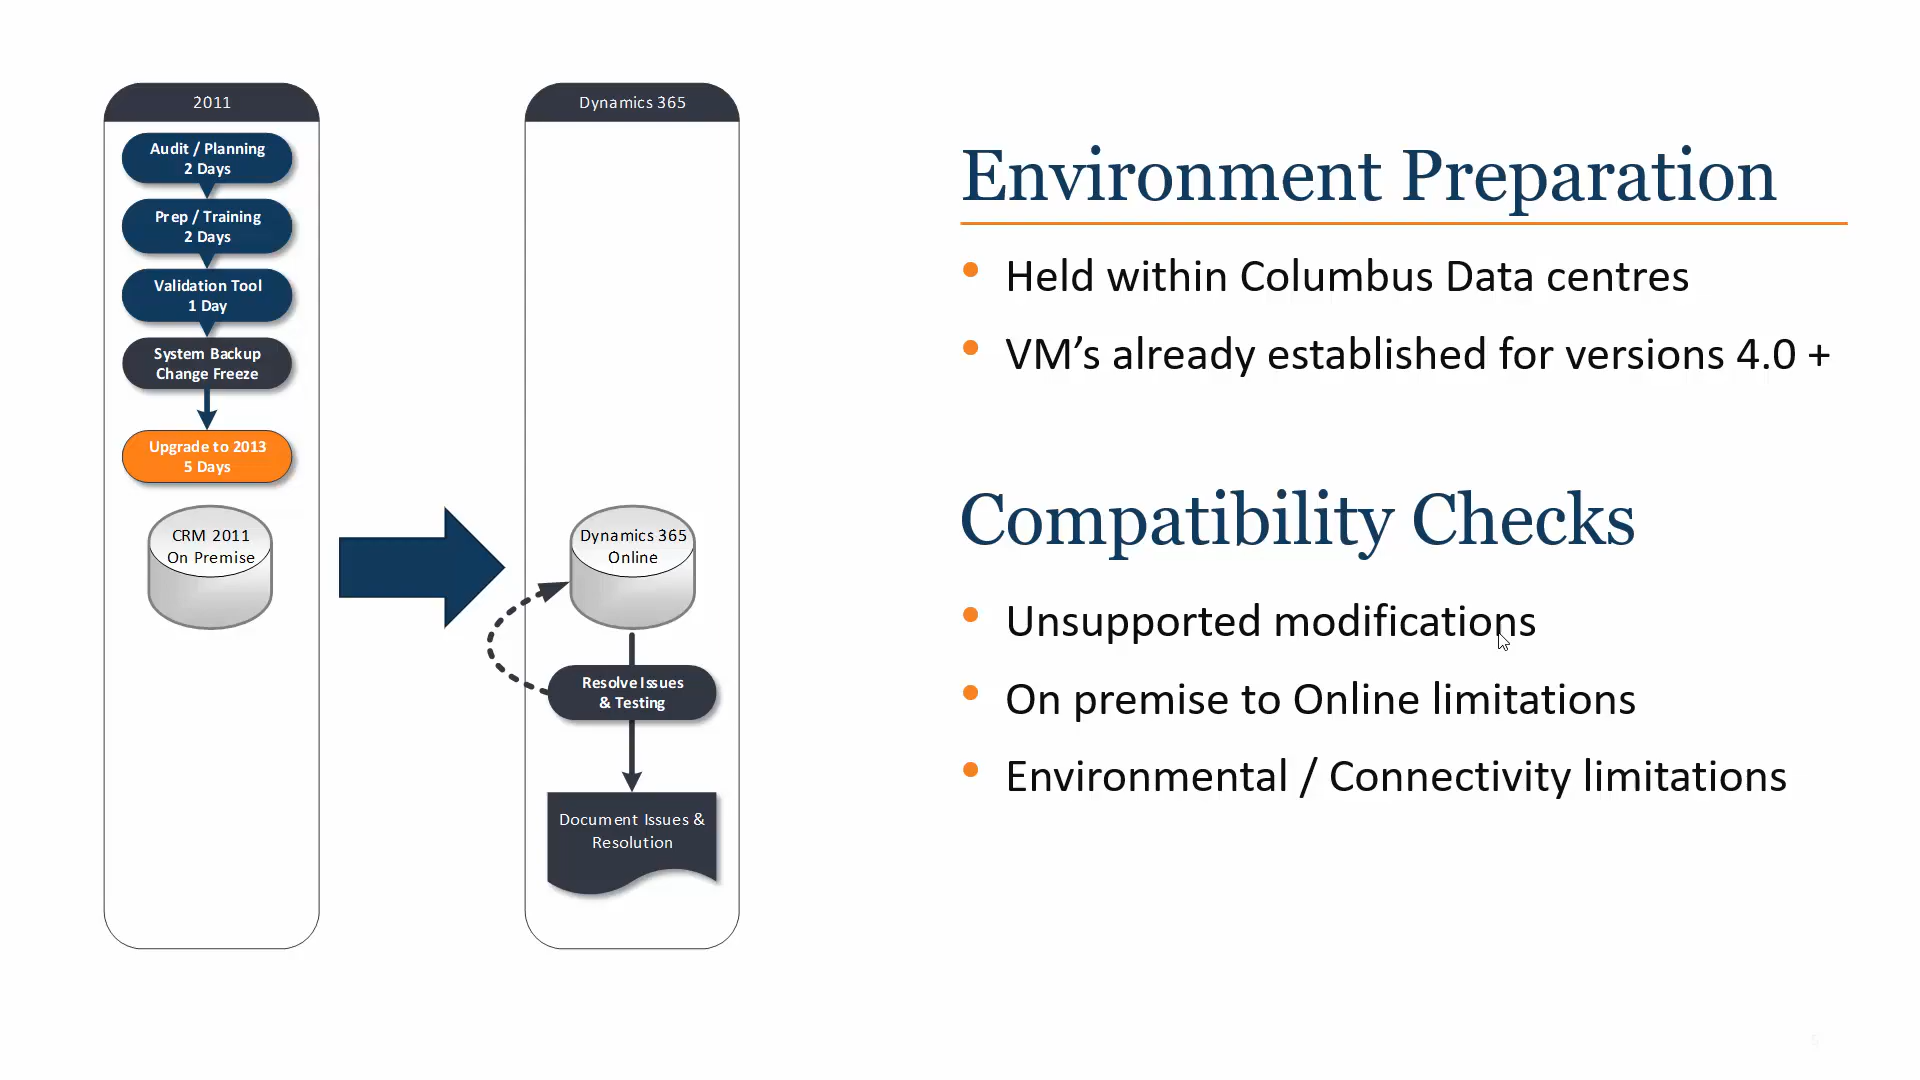 2011
Audit / Planning
2 Days
Prep / Training
2 Days
Validation Tool
1 Day
System Backup
Change Freeze
Upgrade to 2013
5 Days
CRM 2011
On Premise
Dynamics 365
Dynamics 365
Online
Resolve Issues
& Testing
Document Issues &
Resolution
Environment Preparation
• Held within Columbus Data centres
• VM’s already established for versions 4.0 +
Compatibility Checks
• Unsupported modifications
• On premise to Online limitations
• Environmental / Connectivity limitations